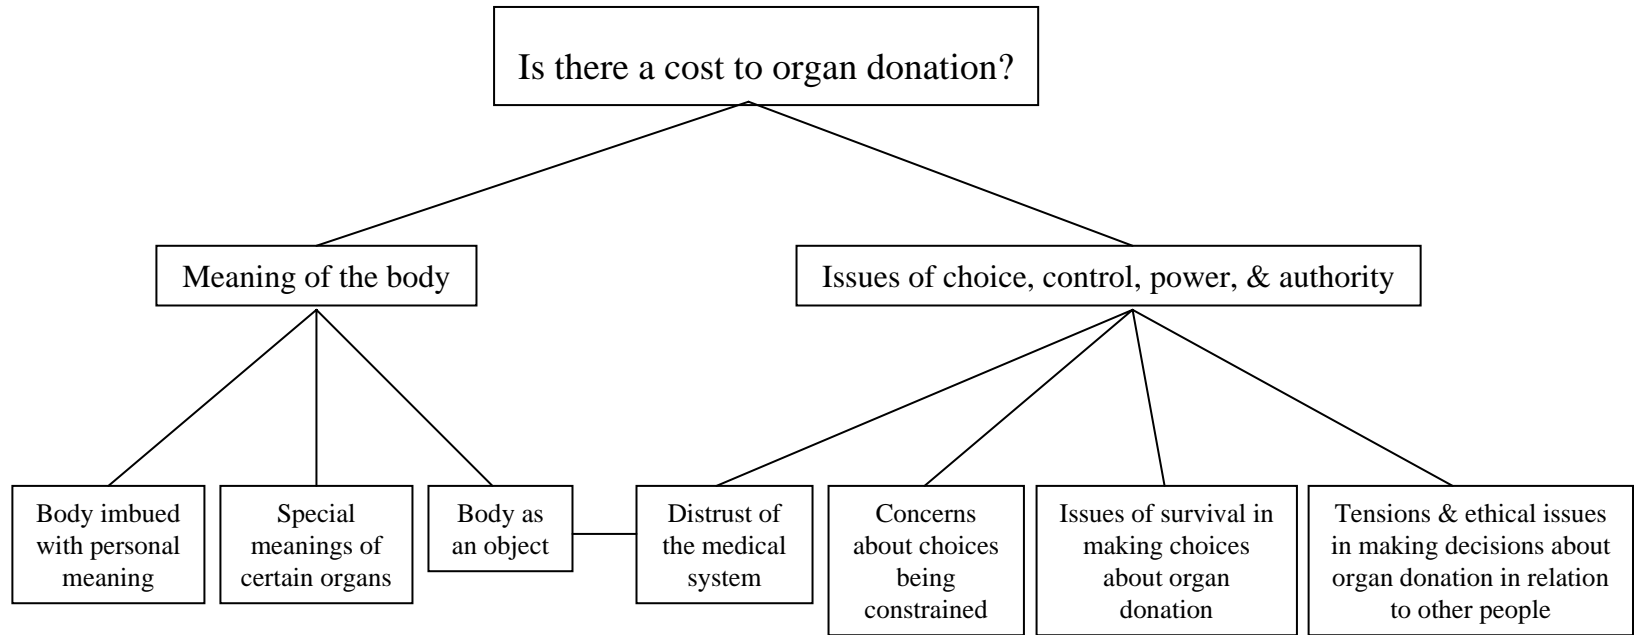 Is there a cost to organ donation?
Meaning of the body
Issues of choice, control, power, & authority
Body imbued
with personal
meaning
Special
meanings of
certain organs
Body as
an object
Distrust of
the medical
system
Concerns
about choices
being
constrained
Issues of survival in
making choices
about organ
donation
Tensions & ethical issues
in making decisions about
organ donation in relation
to other people